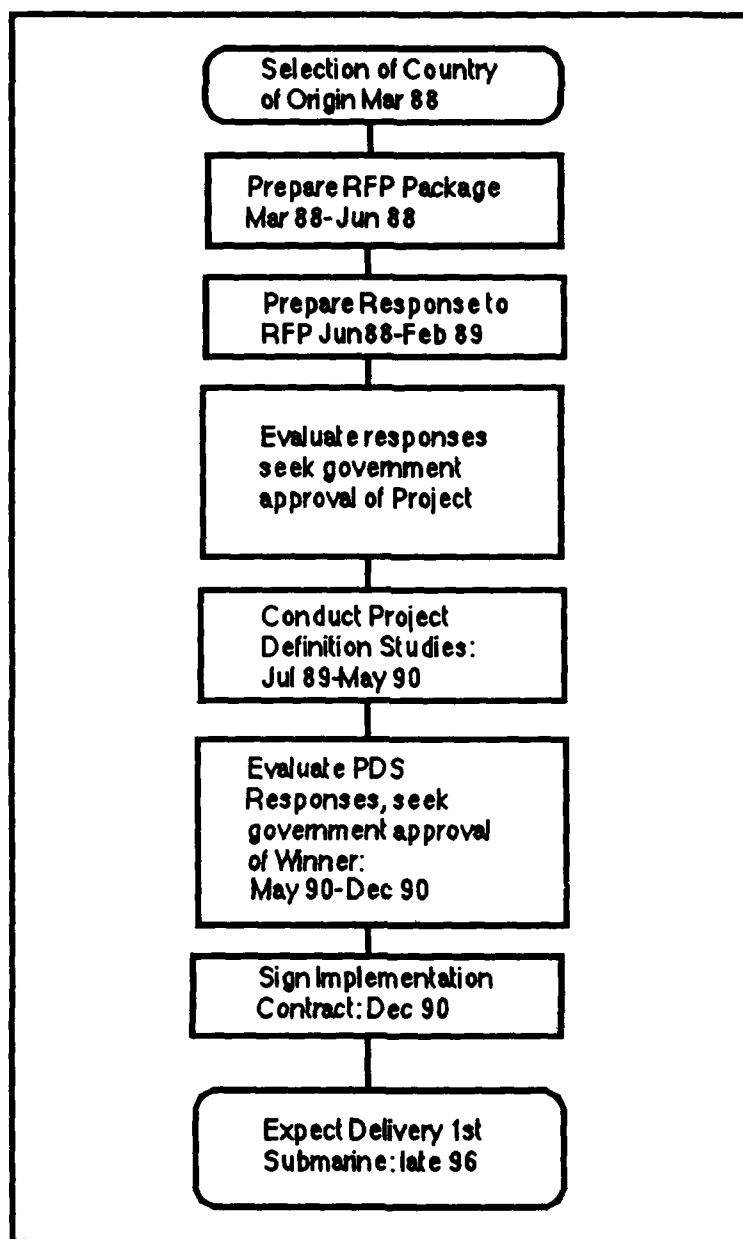 Selection of Country
of Origin Mar 88
Prepare RFP Package
Mar 88-Jun 88
Prepare Response to
RFP Jun88-Feb 89
Evaluate responses
seek government
approval of Project
Conduct Project
Definition Studies:
Jul 89-May 90
Evaluate PDS
Responses, seek
government approval
of Winner:
May 90-Dec 90
Sign Implementation
Contract: Dec 90
Expect Delivery 1st
Submarine: late 96